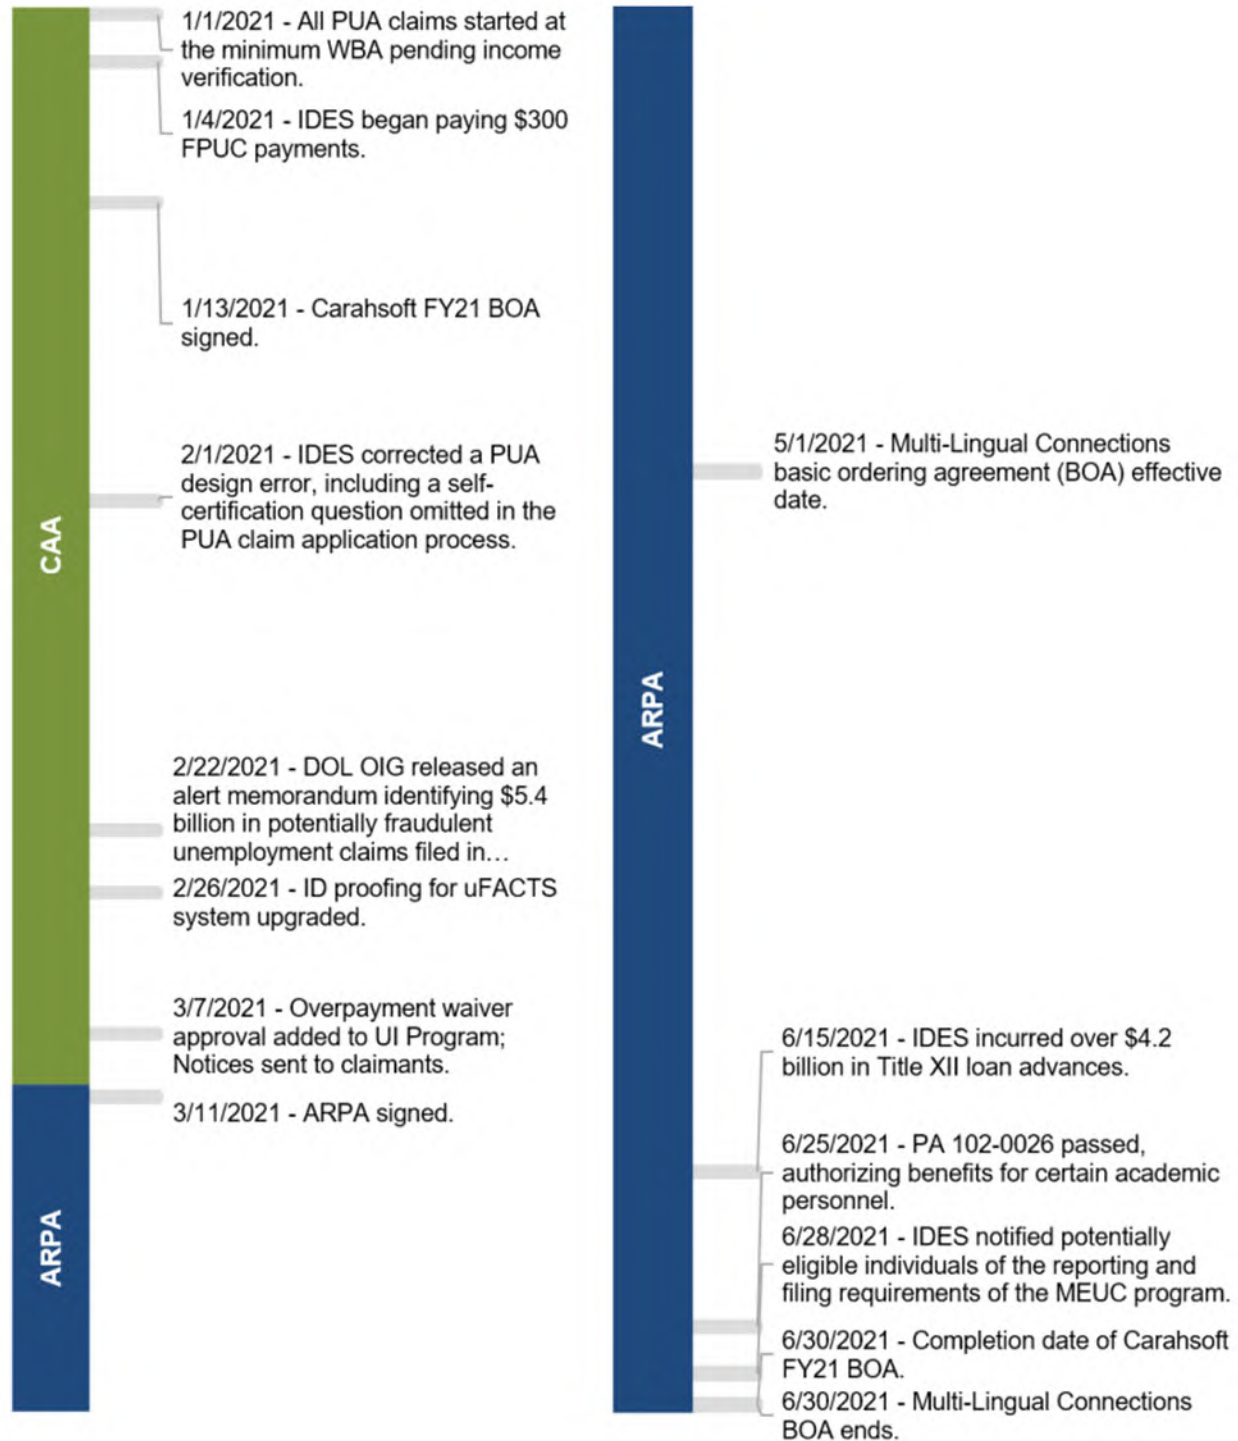 1/1/2021 - All PUA claims started at
the minimum WBA pending income
verification.
1/4/2021 - IDES began paying $300
FPUC payments.
1/13/2021 - Carahsoft FY21 BOA
signed.
2/1/2021 - IDES corrected a PUA
design error, including a self-
certification question omitted in the
PUA claim application process.
CAA
2/22/2021 - DOL OIG released an
alert memorandum identifying $5.4
billion in potentially fraudulent
unemployment claims filed in...
2/26/2021 - ID proofing for uFACTS
system upgraded.
3/7/2021 - Overpayment waiver
approval added to UI Program;
Notices sent to claimants.
3/11/2021 - ARPA signed.
ARPA
5/1/2021 - Multi-Lingual Connections
basic ordering agreement (BOA) effective
date.
ARPA
6/15/2021 - IDES incurred over $4.2
billion in Title XII loan advances.
6/25/2021 - PA 102-0026 passed,
authorizing benefits for certain academic
personnel.
6/28/2021 - IDES notified potentially
eligible individuals of the reporting and
filing requirements of the MEUC program.
6/30/2021 - Completion date of Carahsoft
FY21 BOA.
6/30/2021 - Multi-Lingual Connections
BOA ends.